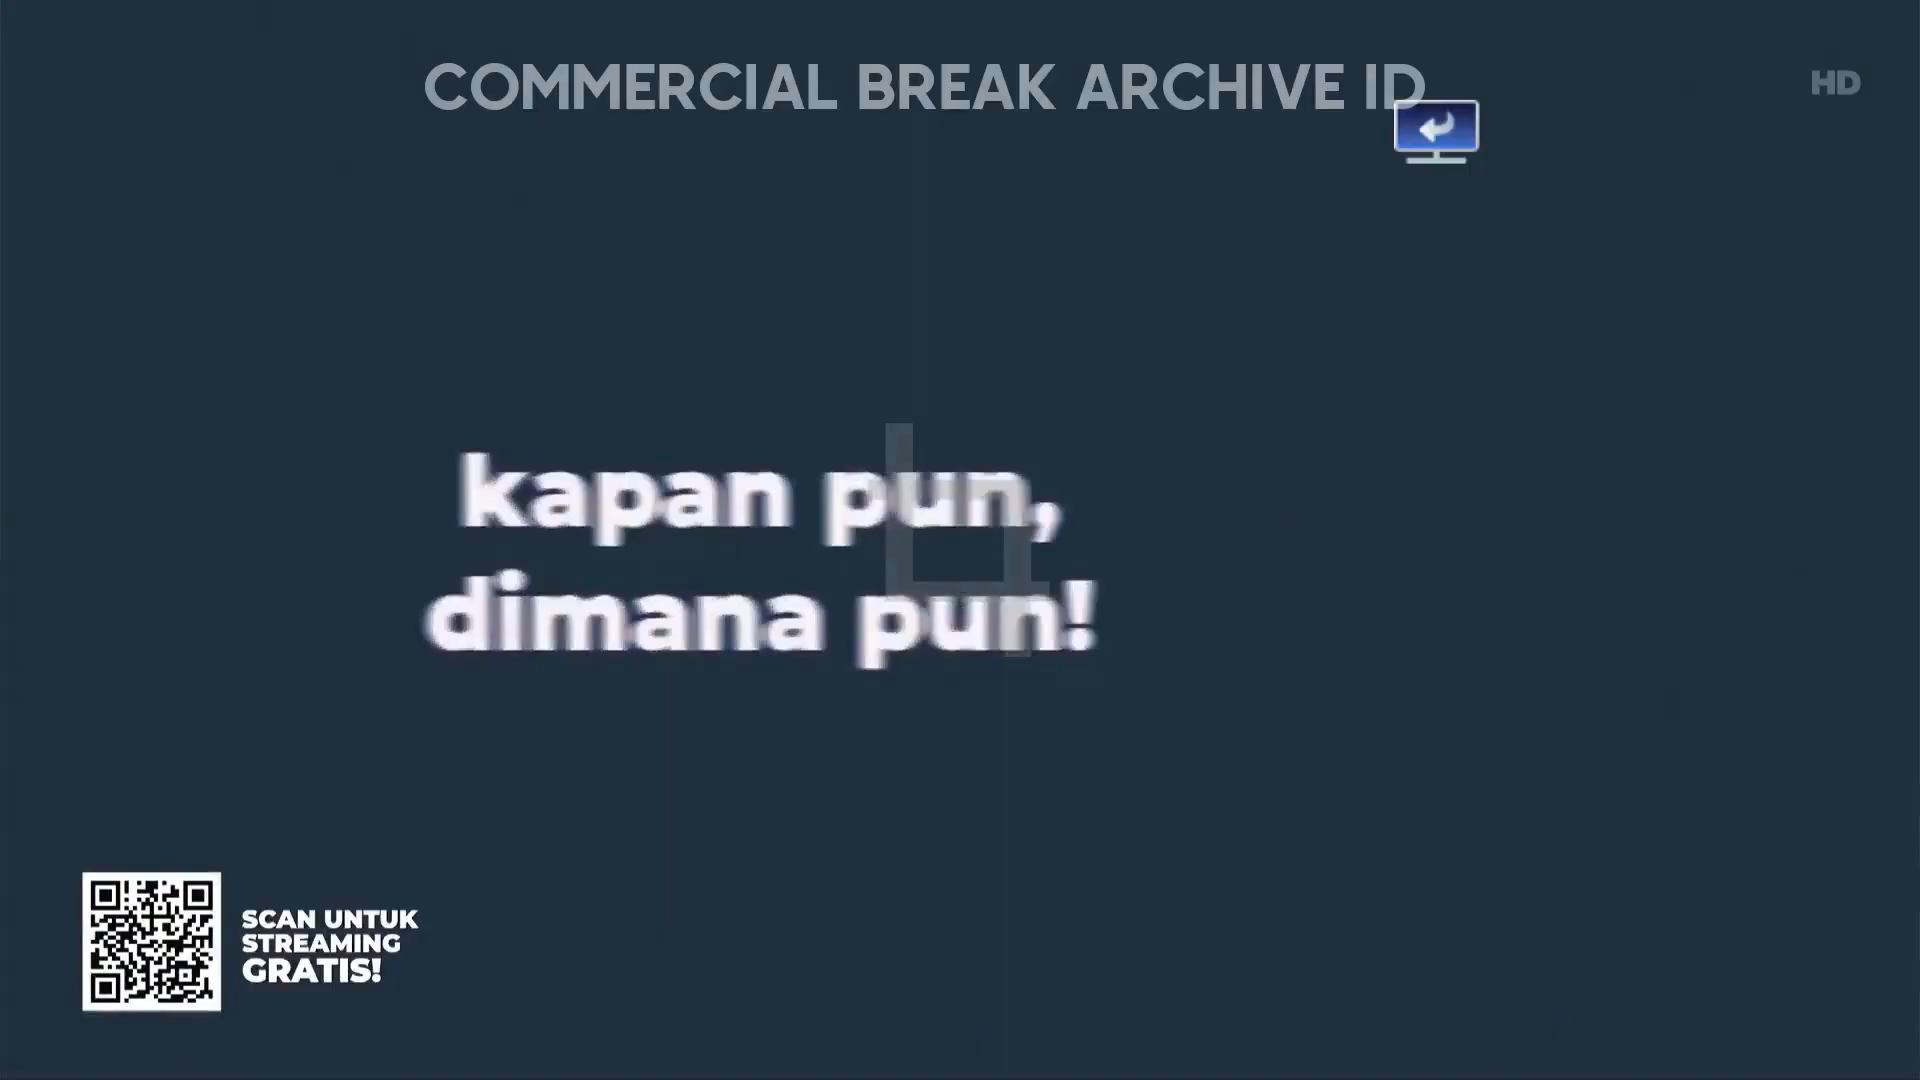 COMMERCIAL BREAK ARCHIVE ID
HD
kapan pun,
dimana pun!
SCAN UNTUK
STREAMING
GRATIS!